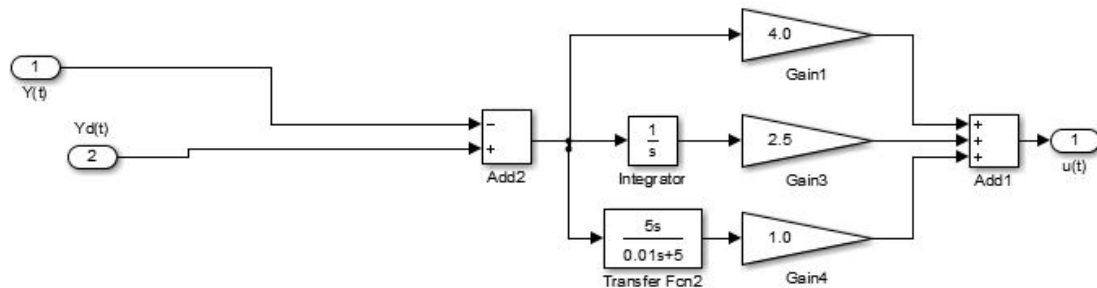 4.0
Gain1
1
Y(t)
Yd(t)
2
−
+
Add2
1
s
Integrator
2.5
Gain3
+
+
+
Add1
1
u(t)
5s
0.01s+5
Transfer Fcn2
1.0
Gain4